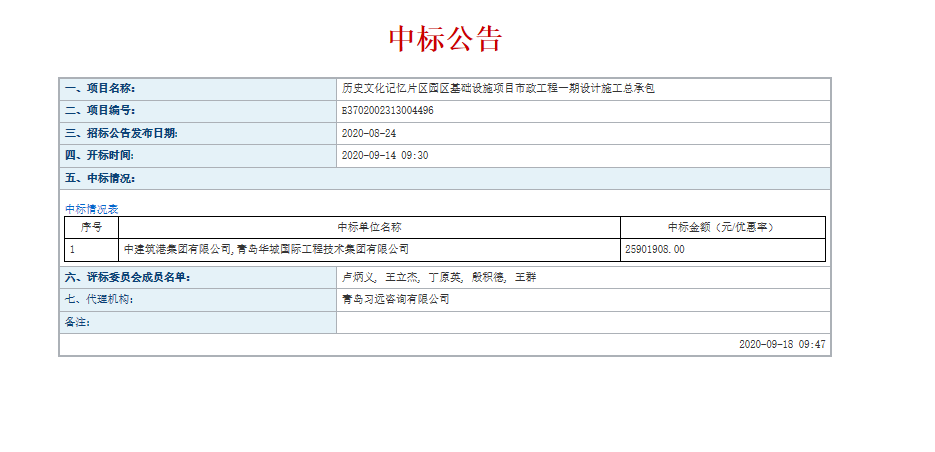 中标公告
一、项目名称: 历史文化记忆片区园区基础设施项目市政工程一期设计施工总承包
二、项目编号: E3702002313004496
三、招标公告发布日期: 2020-08-24
四、开标时间: 2020-09-14 09:30
五、中标情况:
中标情况表
序号 中标单位名称 中标金额（元/优惠率）
1 中建筑港集团有限公司,青岛华城国际工程技术集团有限公司 25901908.00
六、评标委员会成员名单: 卢炳义, 王立杰, 丁原英, 殷积德, 王群
七、代理机构: 青岛习远咨询有限公司
备注:
2020-09-18 09:47